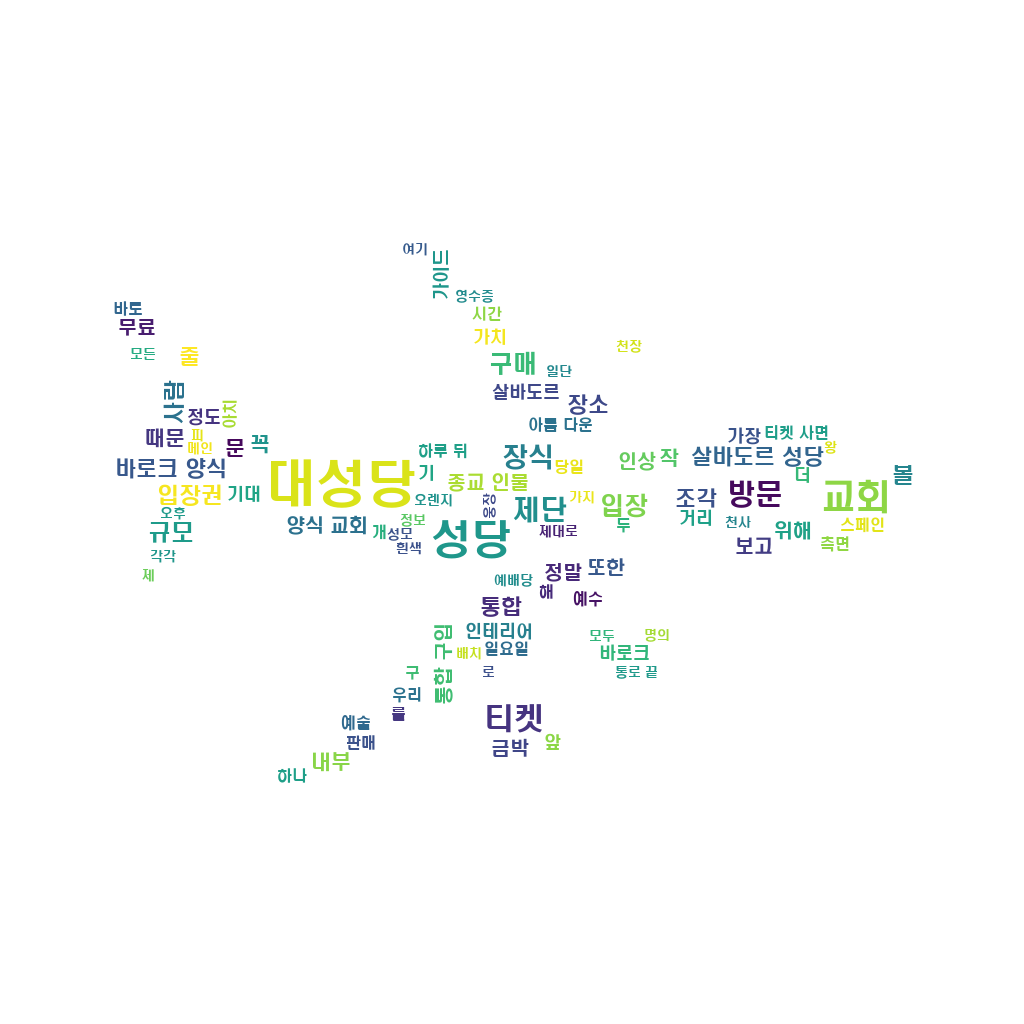 여기
가이드
영수증
바토
시간
무료
가치
천장
모든
줄
구매
일단
사람
살바도르
장소
아치
정도
아름 다운
때문
피
가장
티켓 사면
메인
문
꼭
하루 뒤
장식
인상
작
살바도르 성당
왕
바로크 양식
대성당
기
당일
더
볼
종교 인물
입장권
기대
오렌지
웅장
가지
조각
방문
교회
제단
입장
오후
정보
두
거리
천사
스페인
규모
양식 교회
개
성모
성당
제대로
위해
흰색
보고
측면
각각
제
예배당
정말
또한
해
예수
통합
인테리어
모두
명의
통합 구입
배치
일요일
바로크
구
로
통로 끝
우리
를
예술
티켓
판매
금박
앞
내부
하나